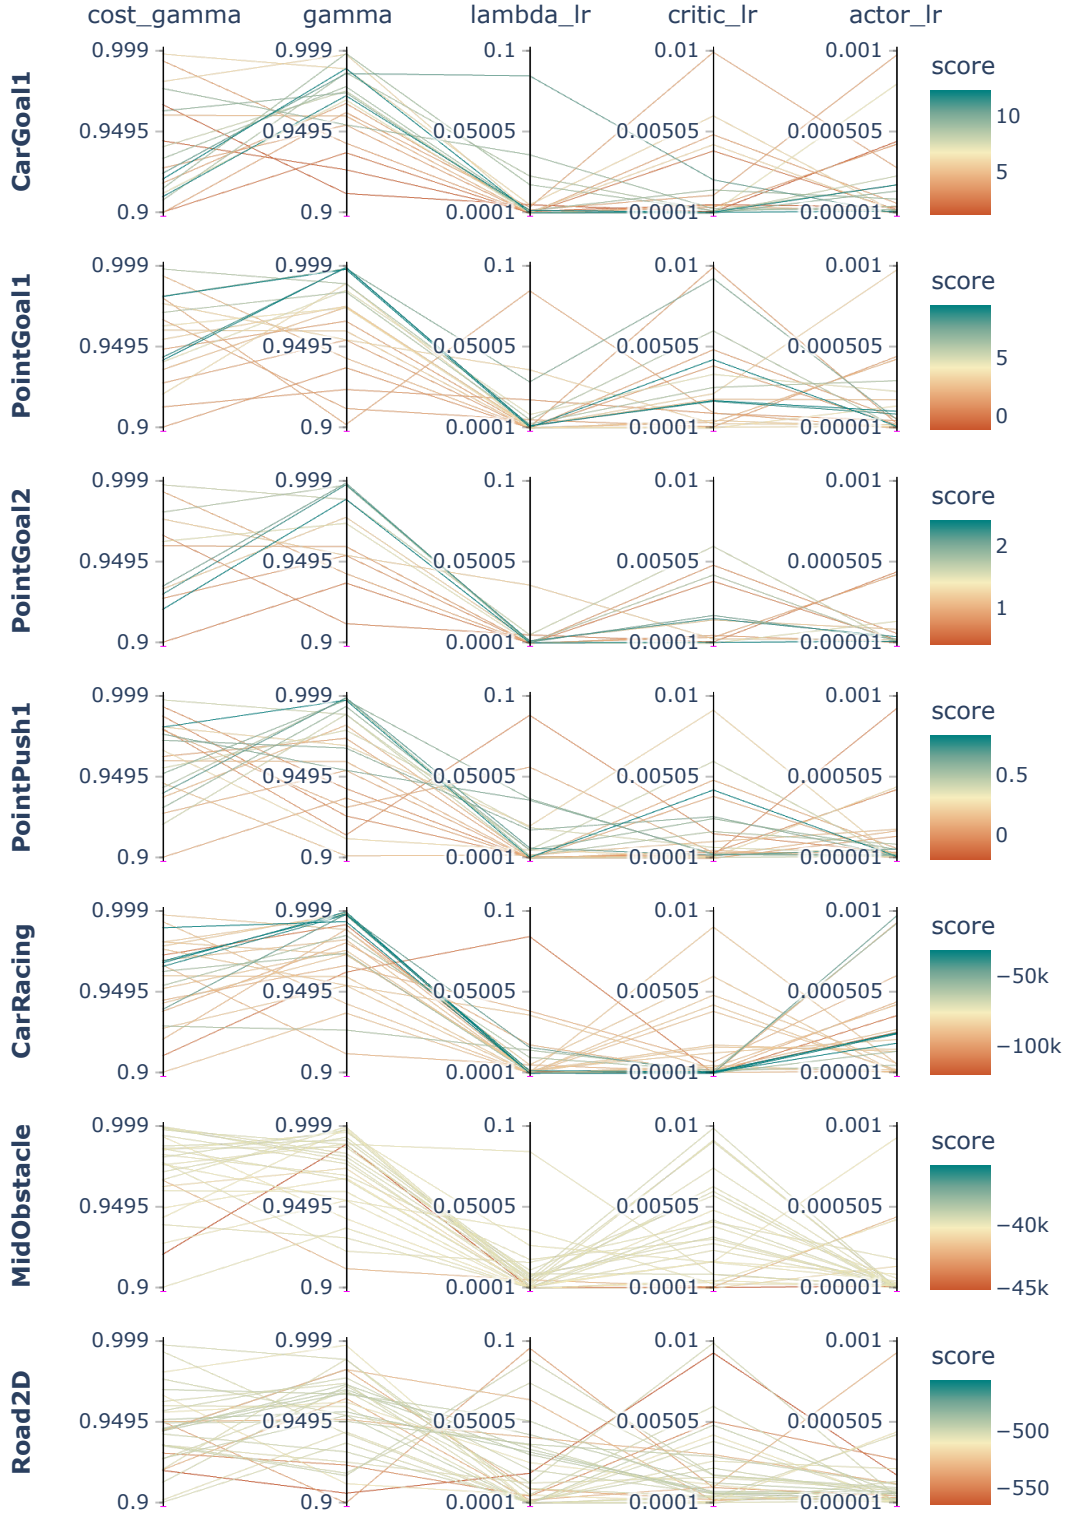 cost_gamma gamma lambda_lr critic_lr actor_lr
CarGoal1
0.999 0.999 0.1 0.01 0.001
0.9495 0.9495 0.05005 0.00505 0.000505
0.9 0.9 0.0001 0.0001 0.00001
score
10
5
PointGoal1
0.999 0.999 0.1 0.01 0.001
0.9495 0.9495 0.05005 0.00505 0.000505
0.9 0.9 0.0001 0.0001 0.00001
score
5
0
PointGoal2
0.999 0.999 0.1 0.01 0.001
0.9495 0.9495 0.05005 0.00505 0.000505
0.9 0.9 0.0001 0.0001 0.00001
score
2
1
PointPush1
0.999 0.999 0.1 0.01 0.001
0.9495 0.9495 0.05005 0.00505 0.000505
0.9 0.9 0.0001 0.0001 0.00001
score
0.5
0
CarRacing
0.999 0.999 0.1 0.01 0.001
0.9495 0.9495 0.05005 0.00505 0.000505
0.9 0.9 0.0001 0.0001 0.00001
score
−50k
−100k
MidObstacle
0.999 0.999 0.1 0.01 0.001
0.9495 0.9495 0.05005 0.00505 0.000505
0.9 0.9 0.0001 0.0001 0.00001
score
−40k
−45k
Road2D
0.999 0.999 0.1 0.01 0.001
0.9495 0.9495 0.05005 0.00505 0.000505
0.9 0.9 0.0001 0.0001 0.00001
score
−500
−550